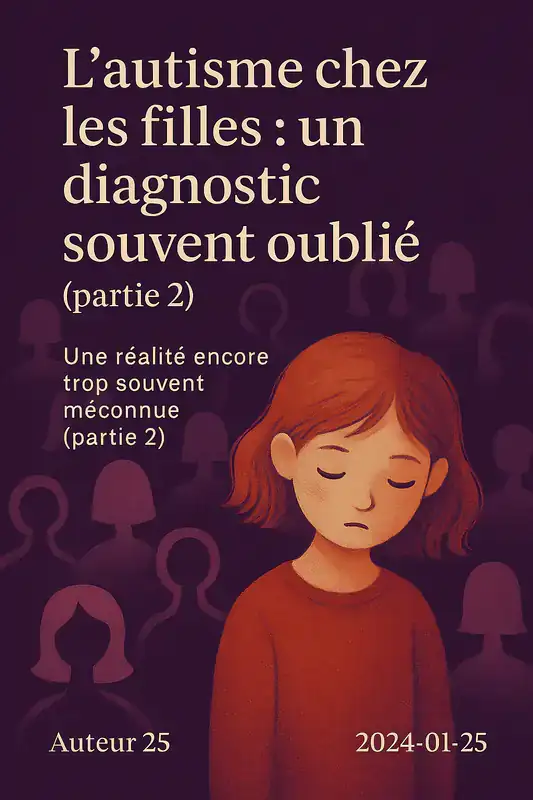 L’autisme chez
les filles : un
diagnostic
souvent oublié
(partie 2)
Une réalité encore
trop souvent
méconnue
(partie 2)
Auteur 25
2024-01-25